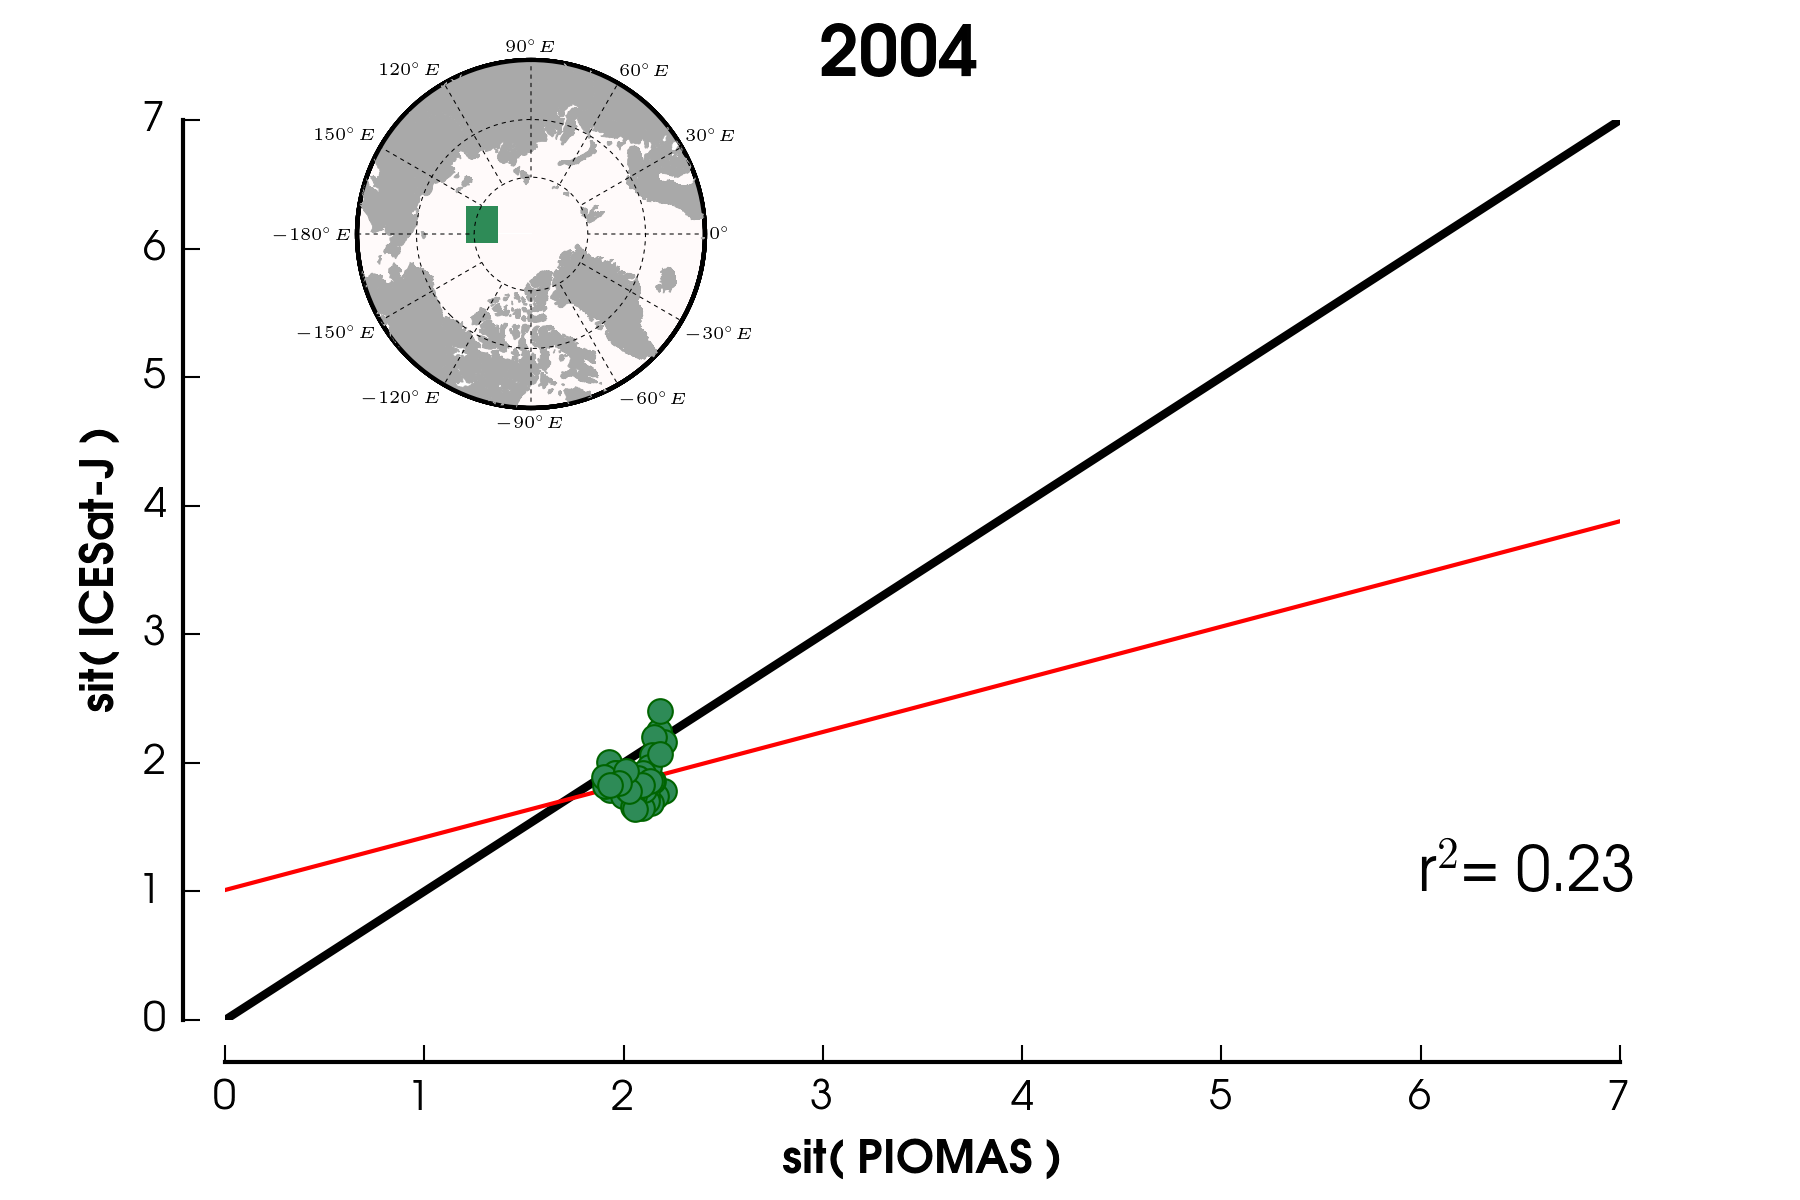 2004
90° E
120° E
60° E
150° E
30° E
−180° E
0°
−150° E
−30° E
−120° E
−60° E
−90° E
7
6
5
4
3
2
1
0
sit( ICESat-J )
r²= 0.23
0 1 2 3 4 5 6 7
sit( PIOMAS )